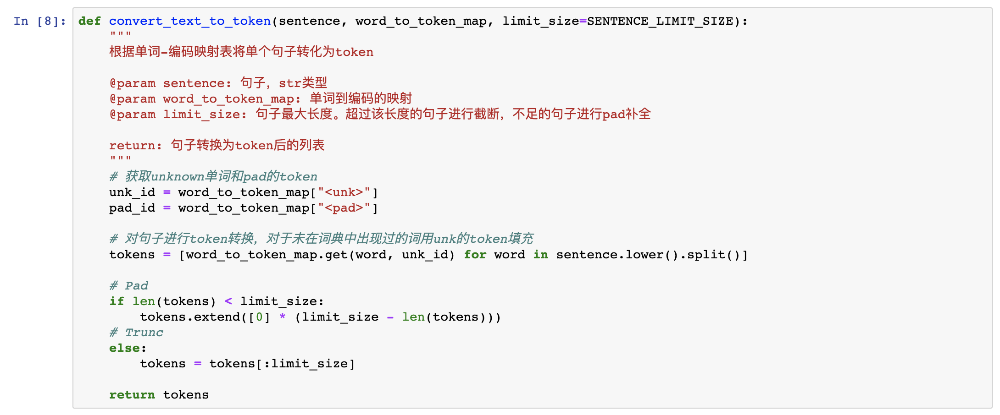 In [8]: def convert_text_to_token(sentence, word_to_token_map, limit_size=SENTENCE_LIMIT_SIZE):
    """
    根据单词-编码映射表将单个句子转化为token

    @param sentence: 句子，str类型
    @param word_to_token_map: 单词到编码的映射
    @param limit_size: 句子最大长度。超过该长度的句子进行截断，不足的句子进行pad补全

    return: 句子转换为token后的列表
    """
    # 获取unknown单词和pad的token
    unk_id = word_to_token_map["<unk>"]
    pad_id = word_to_token_map["<pad>"]

    # 对句子进行token转换，对于未在词典中出现过的词用unk的token填充
    tokens = [word_to_token_map.get(word, unk_id) for word in sentence.lower().split()]

    # Pad
    if len(tokens) < limit_size:
        tokens.extend([0] * (limit_size - len(tokens)))
    # Trunc
    else:
        tokens = tokens[:limit_size]

    return tokens